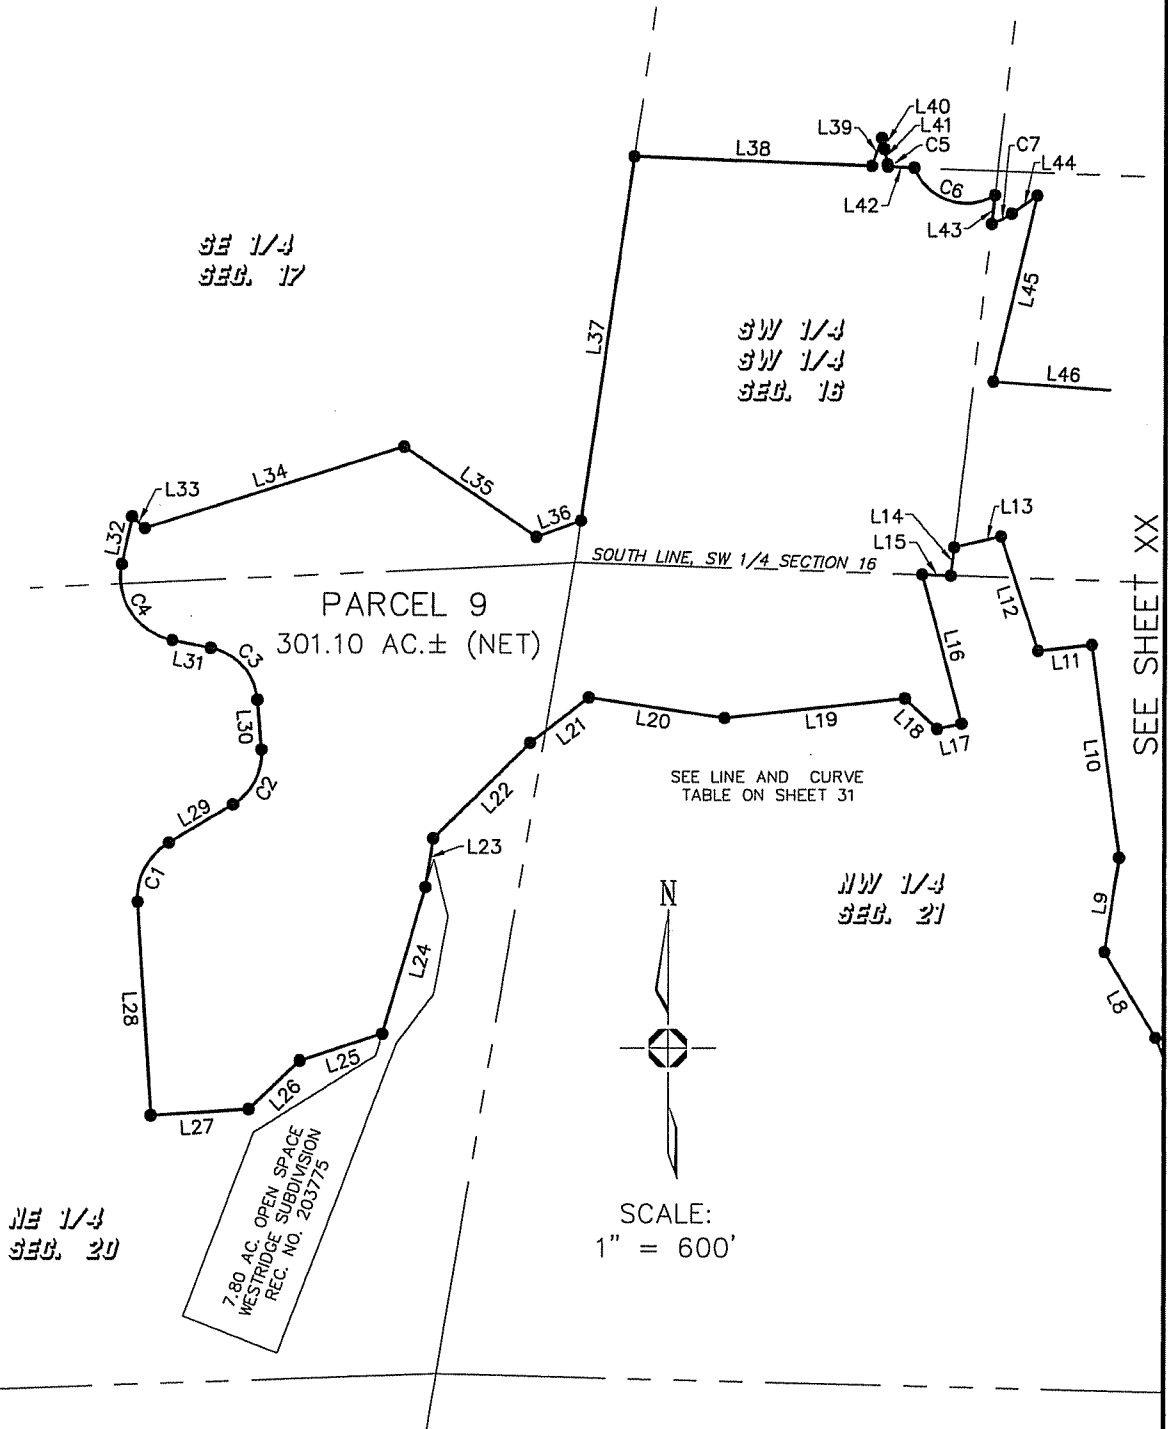 L40
L39
L41
C5
C7
L44
L38
C6
L42
L43
SE 1/4
SEC. 17
L45
L37
SW 1/4
SW 1/4
SEC. 16
L46
L34
L33
L35
L36
L32
L14
L13
L15
SOUTH LINE, SW 1/4 SECTION 16
SEE SHEET XX
PARCEL 9
301.10 AC.± (NET)
C4
L31
C3
L12
L11
L16
L30
L20
L19
L18
L17
L21
L10
SEE LINE AND CURVE
TABLE ON SHEET 31
C2
L29
L22
L23
C1
NW 1/4
SEC. 21
N
L9
L24
L28
L8
L25
L26
L27
7.80 AC. OPEN SPACE
WESTRIDGE SUBDIVISION
REC. NO. 203775
NE 1/4
SEC. 20
SCALE:
1" = 600'